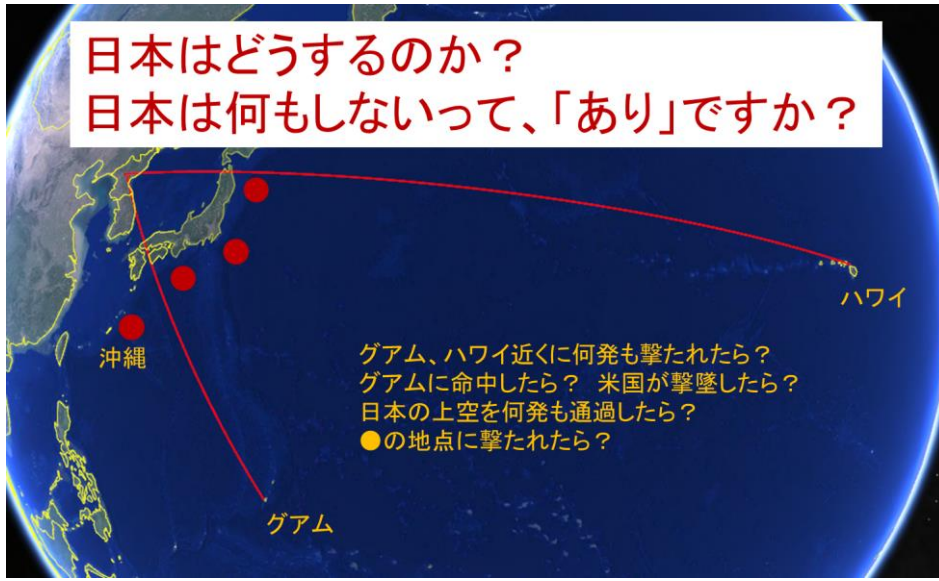 日本はどうするのか？
日本は何もしないって、「あり」ですか？
ハワイ
沖縄
グアム、ハワイ近くに何発も撃たれたら？
グアムに命中したら？　米国が撃墜したら？
日本の上空を何発も通過したら？
●の地点に撃たれたら？
グアム